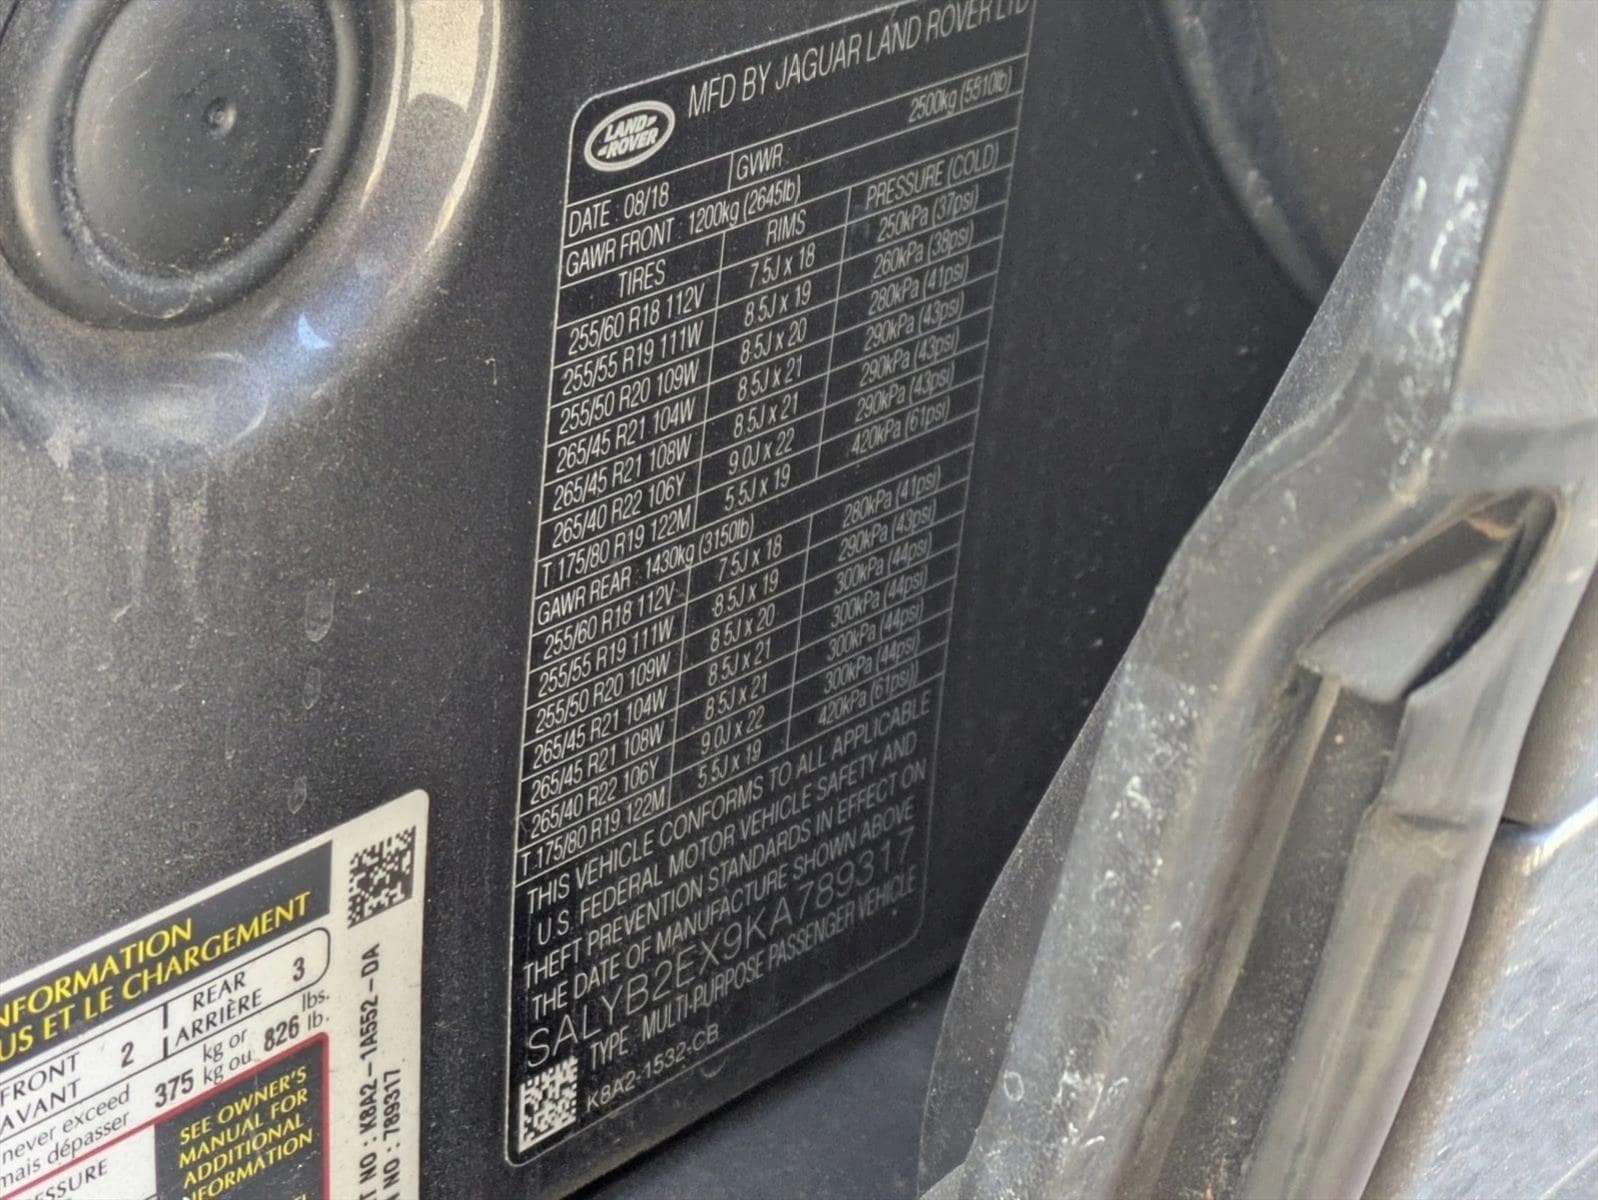 LAND ROVER
MFD BY JAGUAR LAND ROVER LTD
DATE : 08/18 GVWR 2500kg (5510lb)
GAWR FRONT : 1200kg (2645lb)
TIRES RIMS PRESSURE (COLD)
255/60 R18 112V 7.5J x 18 250kPa (37psi)
255/55 R19 111W 8.5J x 19 260kPa (38psi)
255/50 R20 109W 8.5J x 20 280kPa (41psi)
265/45 R21 104W 8.5J x 21 290kPa (43psi)
265/45 R21 108W 8.5J x 21 290kPa (43psi)
265/40 R22 106Y 9.0J x 22 290kPa (43psi)
T 175/80 R19 122M 5.5J x 19 420kPa (61psi)
GAWR REAR : 1430kg (3150lb)
255/60 R18 112V 7.5J x 18 280kPa (41psi)
255/55 R19 111W 8.5J x 19 290kPa (43psi)
255/50 R20 109W 8.5J x 20 300kPa (44psi)
265/45 R21 104W 8.5J x 21 300kPa (44psi)
265/45 R21 108W 8.5J x 21 300kPa (44psi)
265/40 R22 106Y 9.0J x 22 300kPa (44psi)
T 175/80 R19 122M 5.5J x 19 420kPa (61psi)
THIS VEHICLE CONFORMS TO ALL APPLICABLE
U.S. FEDERAL MOTOR VEHICLE SAFETY AND
THEFT PREVENTION STANDARDS IN EFFECT ON
THE DATE OF MANUFACTURE SHOWN ABOVE
SALYB2EX9KA789317
TYPE : MULTI-PURPOSE PASSENGER VEHICLE
K8A2-1532-CB
NFORMATION
US ET LE CHARGEMENT
FRONT 2 REAR 3
AVANT ARRIÈRE
never exceed 375 kg or 826 lbs.
mais dépasser kg ou lb.
SSURE
SEE OWNER'S
MANUAL FOR
ADDITIONAL
NFORMATION
T NO : K8A2-1A552-DA
NO : 789317